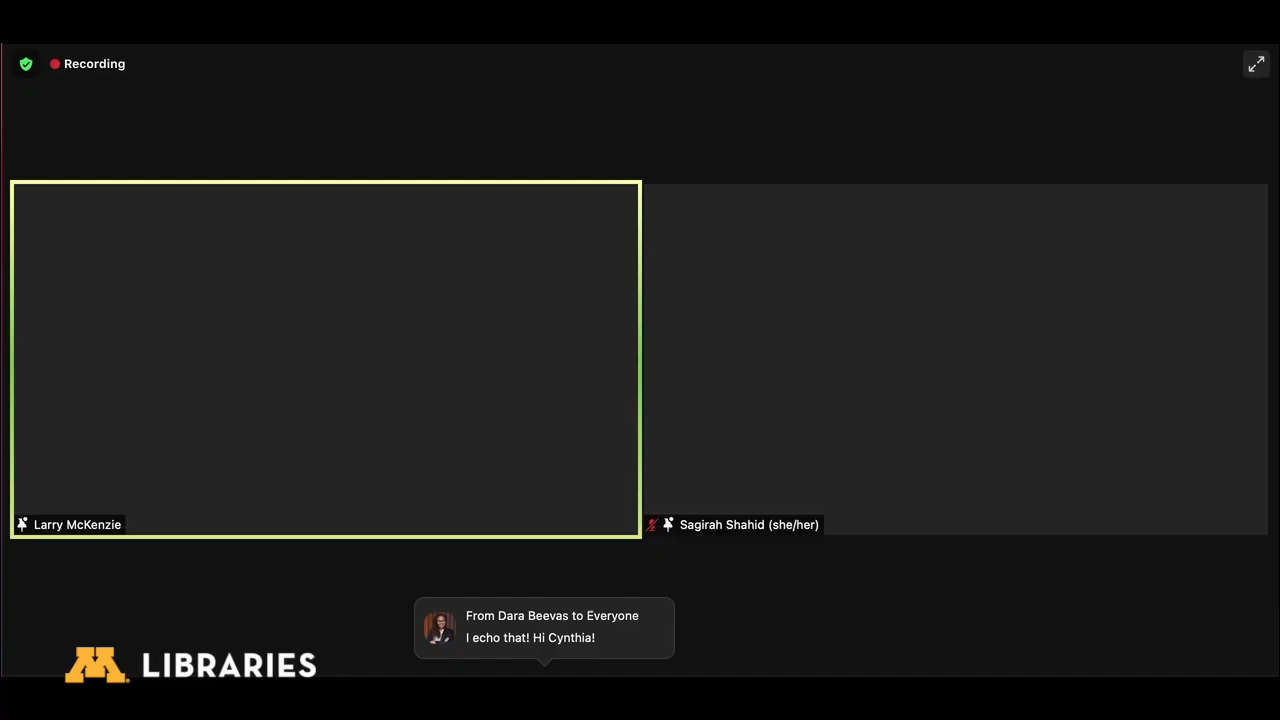 Recording
Larry McKenzie
Sagirah Shahid (she/her)
From Dara Beevas to Everyone
I echo that! Hi Cynthia!
M LIBRARIES